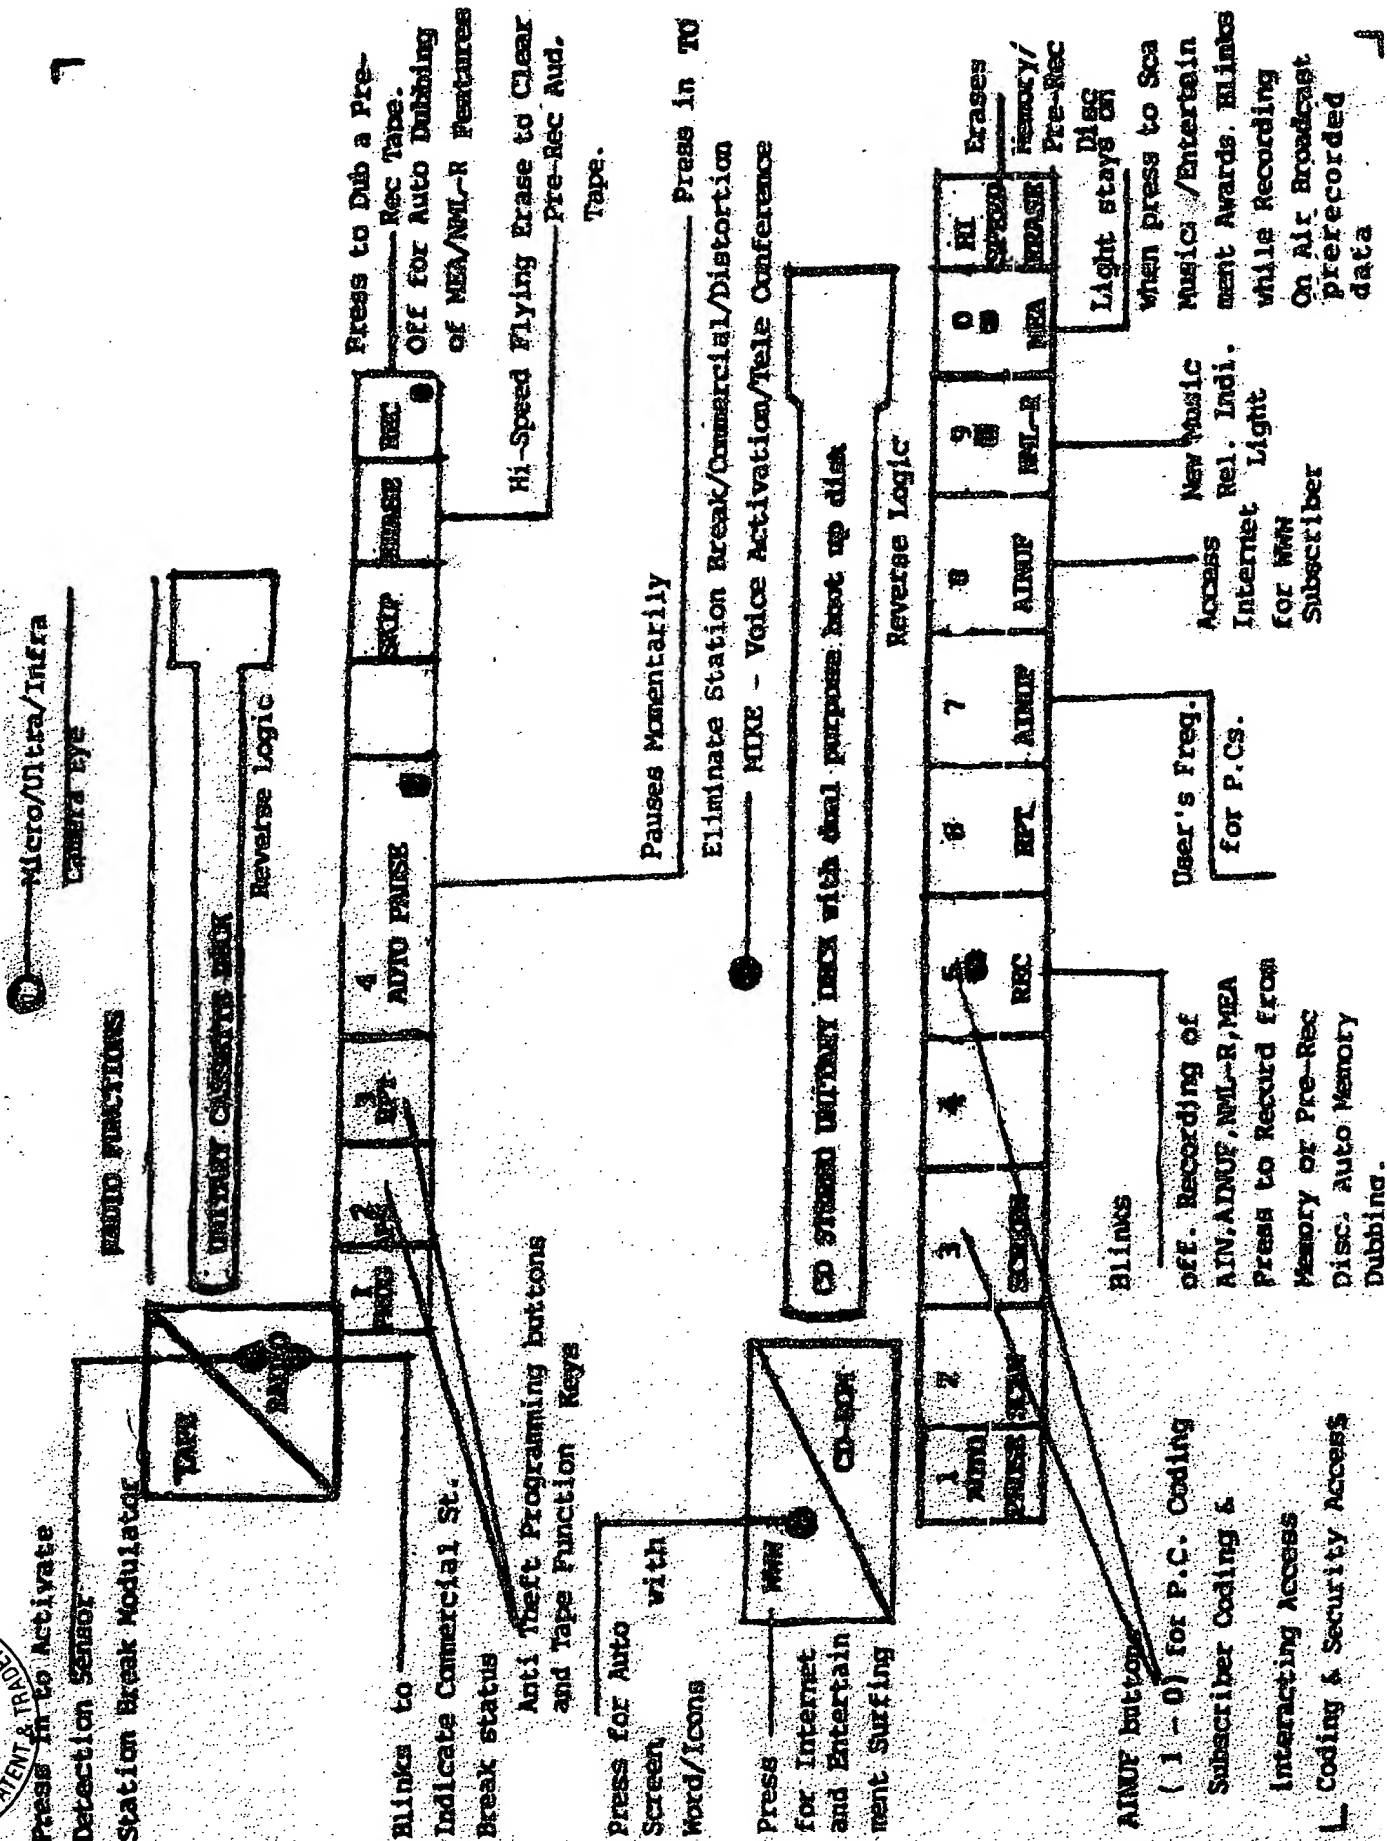 PATENT & TRADE
Press in to Activate
Detection Sensor
Station Break Modulator
RADIO FUNCTIONS
Micro/Ultra/Infra
Camera Eye
TAPE
RADIO
UNITARY CASSETTE DECK
Reverse Logic
1
PROG
2
3
RPT
4
AUTO PAUSE
SKIP
ERASE
REC
Press to Dub a Pre-
Rec Tape.
Off for Auto Dubbing
of MEA/NML-R Features
Hi-Speed Flying Erase to Clear
Pre-Rec Aud.
Tape.
Blinks to
Indicate Commercial St.
Break status
Anti Theft Programming buttons
and Tape Function Keys
Pauses Momentarily
Press in TO
Eliminate Station Break/Commercial/Distortion
MIKE - Voice Activation/Tele Conference
Press for Auto
Screen with
Word/Icons
Press
for Internet
and Entertain
ment Surfing
WWW
CD-ROM
CD STEREO UNITARY DECK with dual purpose boot up disk
Reverse Logic
1
AUTO
PAUSE
2
SCAN
3
SCREEN
4
5
REC
6
RPT
7
AINUF
8
AINUF
9
NML-R
0
MEA
HI
SPEED
ERASE
Erases
Memory/
Pre-Rec
Disc
Light stays on
When press to Sca
Music /Entertain
ment Awards. Blinks
while Recording
On Air Broadcast
prerecorded
data
New Music
Rel. Indi.
Light
Access
Internet
for WWW
Subscriber
User's Freq.
for P.Cs.
Blinks
off. Recording of
AIN,AINUF,NML-R,MEA
Press to Record from
Memory or Pre-Rec
Disc. Auto Memory
Dubbing.
AINUF buttons
( 1 - 0) for P.C. Coding
Subscriber Coding &
Interacting Access
Coding & Security Access